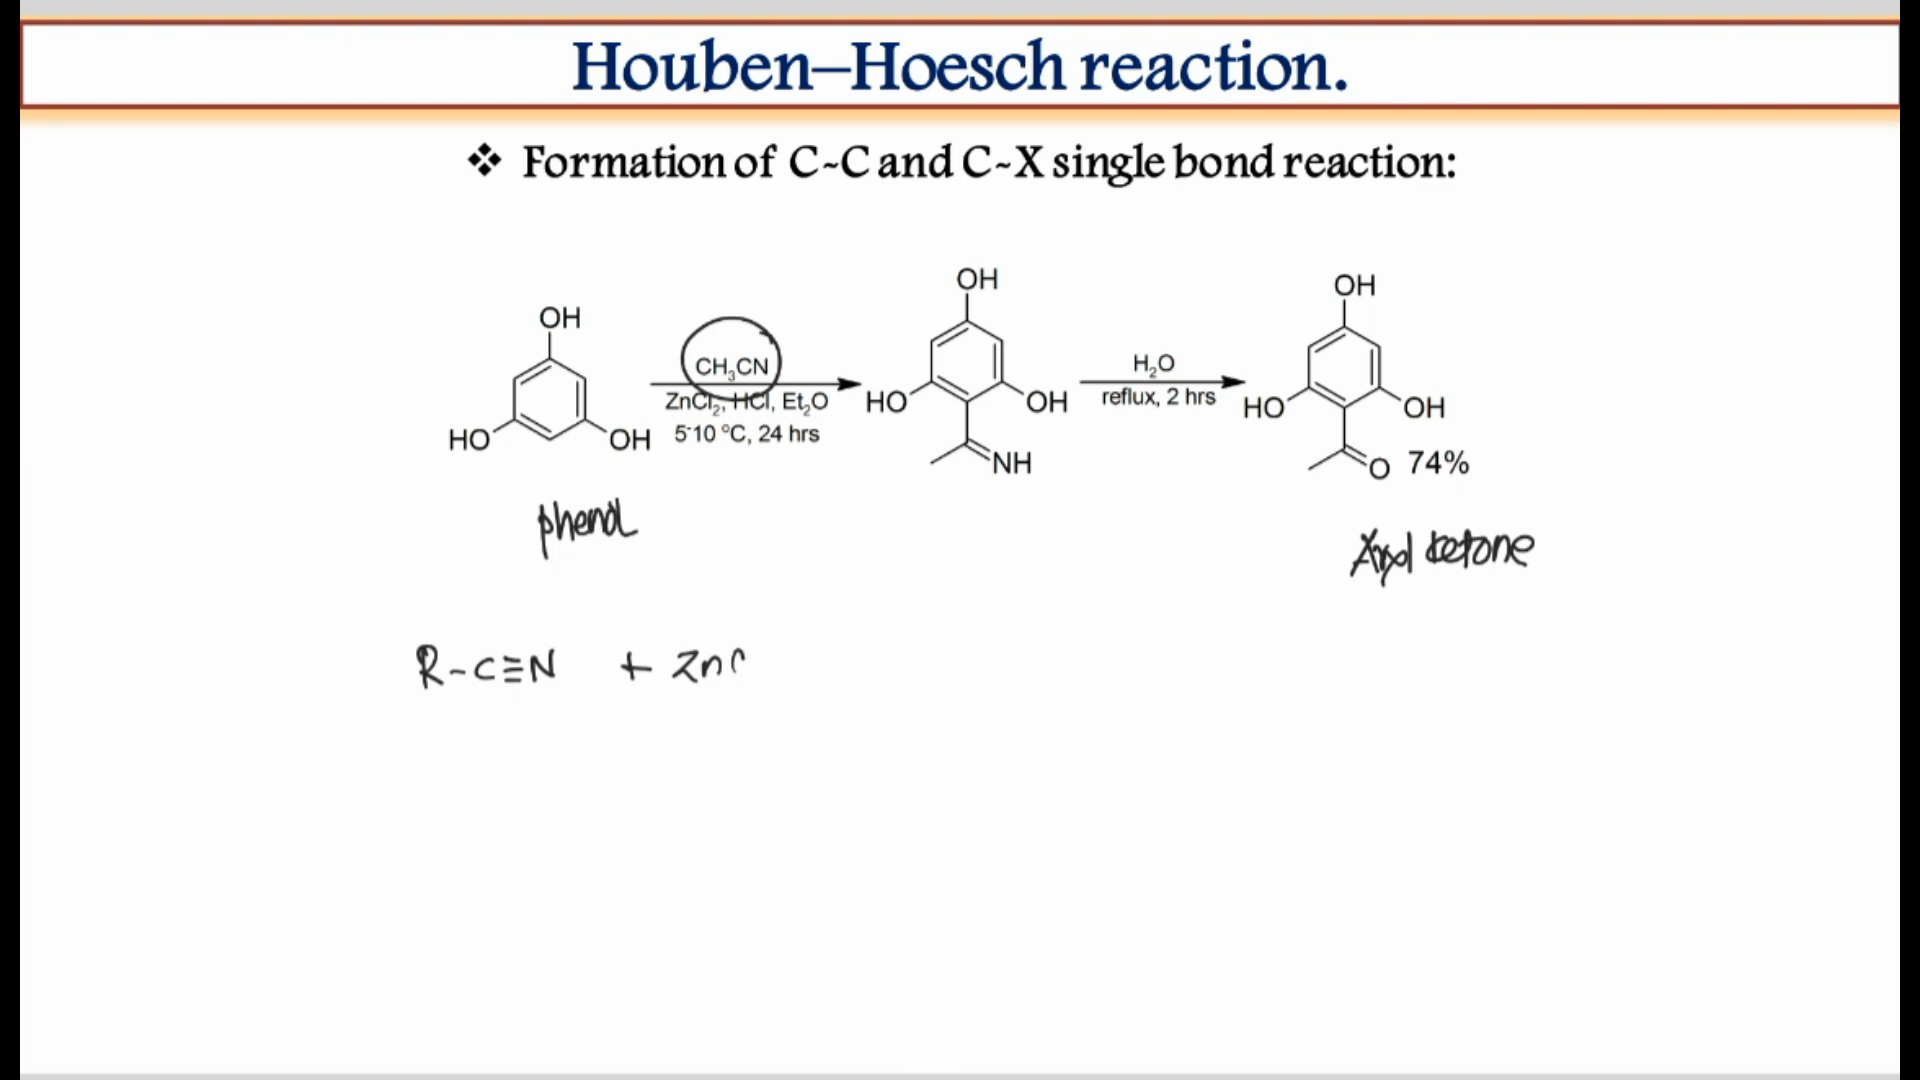 Houben–Hoesch reaction.
❖ Formation of C-C and C-X single bond reaction:
OH
HO
OH
CH₃CN
ZnCl₂, HCl, Et₂O
5-10 °C, 24 hrs
OH
HO
OH
NH
H₂O
reflux, 2 hrs
OH
HO
OH
O 74%
phenol
Aryl ketone
R-C≡N + Zn